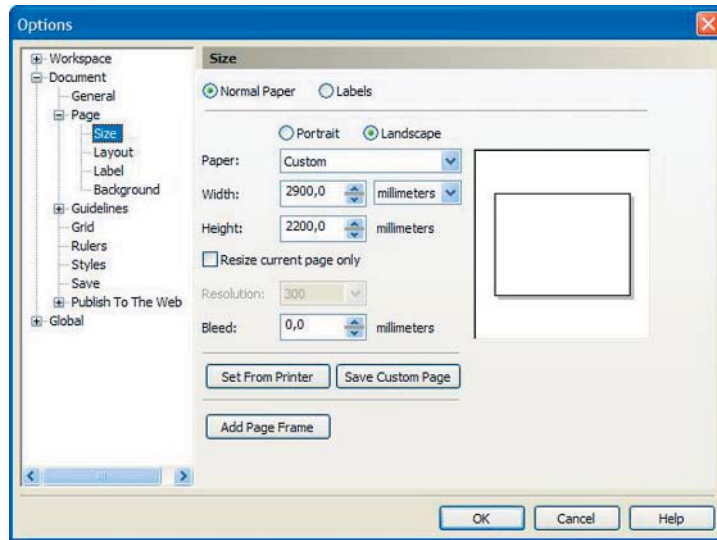 Options
Workspace
Document
General
Page
Size
Layout
Label
Background
Guidelines
Grid
Rulers
Styles
Save
Publish To The Web
Global
Size
Normal Paper Labels
Portrait Landscape
Paper: Custom
Width: 2900,0 millimeters
Height: 2200,0 millimeters
Resize current page only
Resolution: 300
Bleed: 0,0 millimeters
Set From Printer Save Custom Page
Add Page Frame
OK Cancel Help